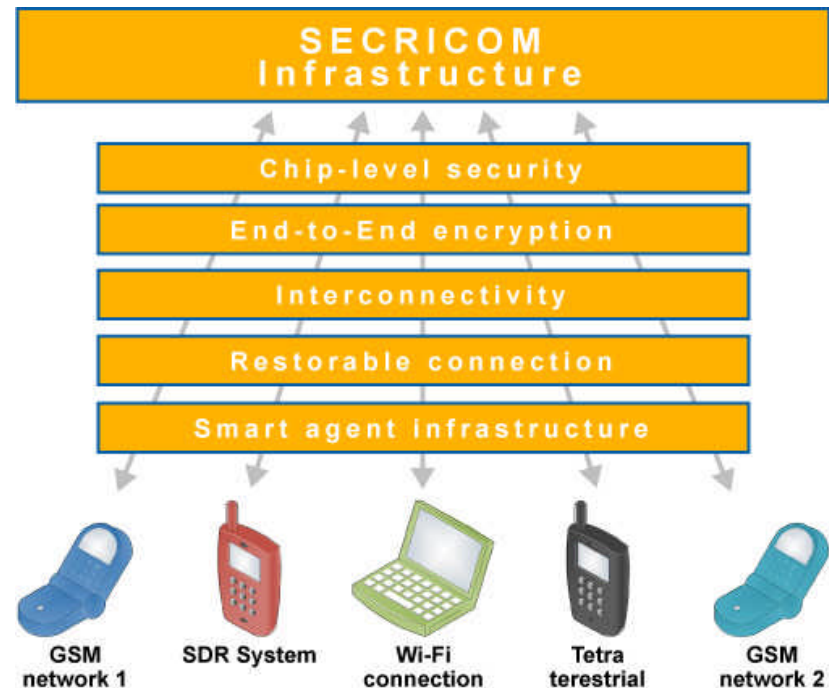 SECRICOM
Infrastructure
Chip-level security
End-to-End encryption
Interconnectivity
Restorable connection
Smart agent infrastructure
GSM
network 1
SDR System
Wi-Fi
connection
Tetra
terestrial
GSM
network 2